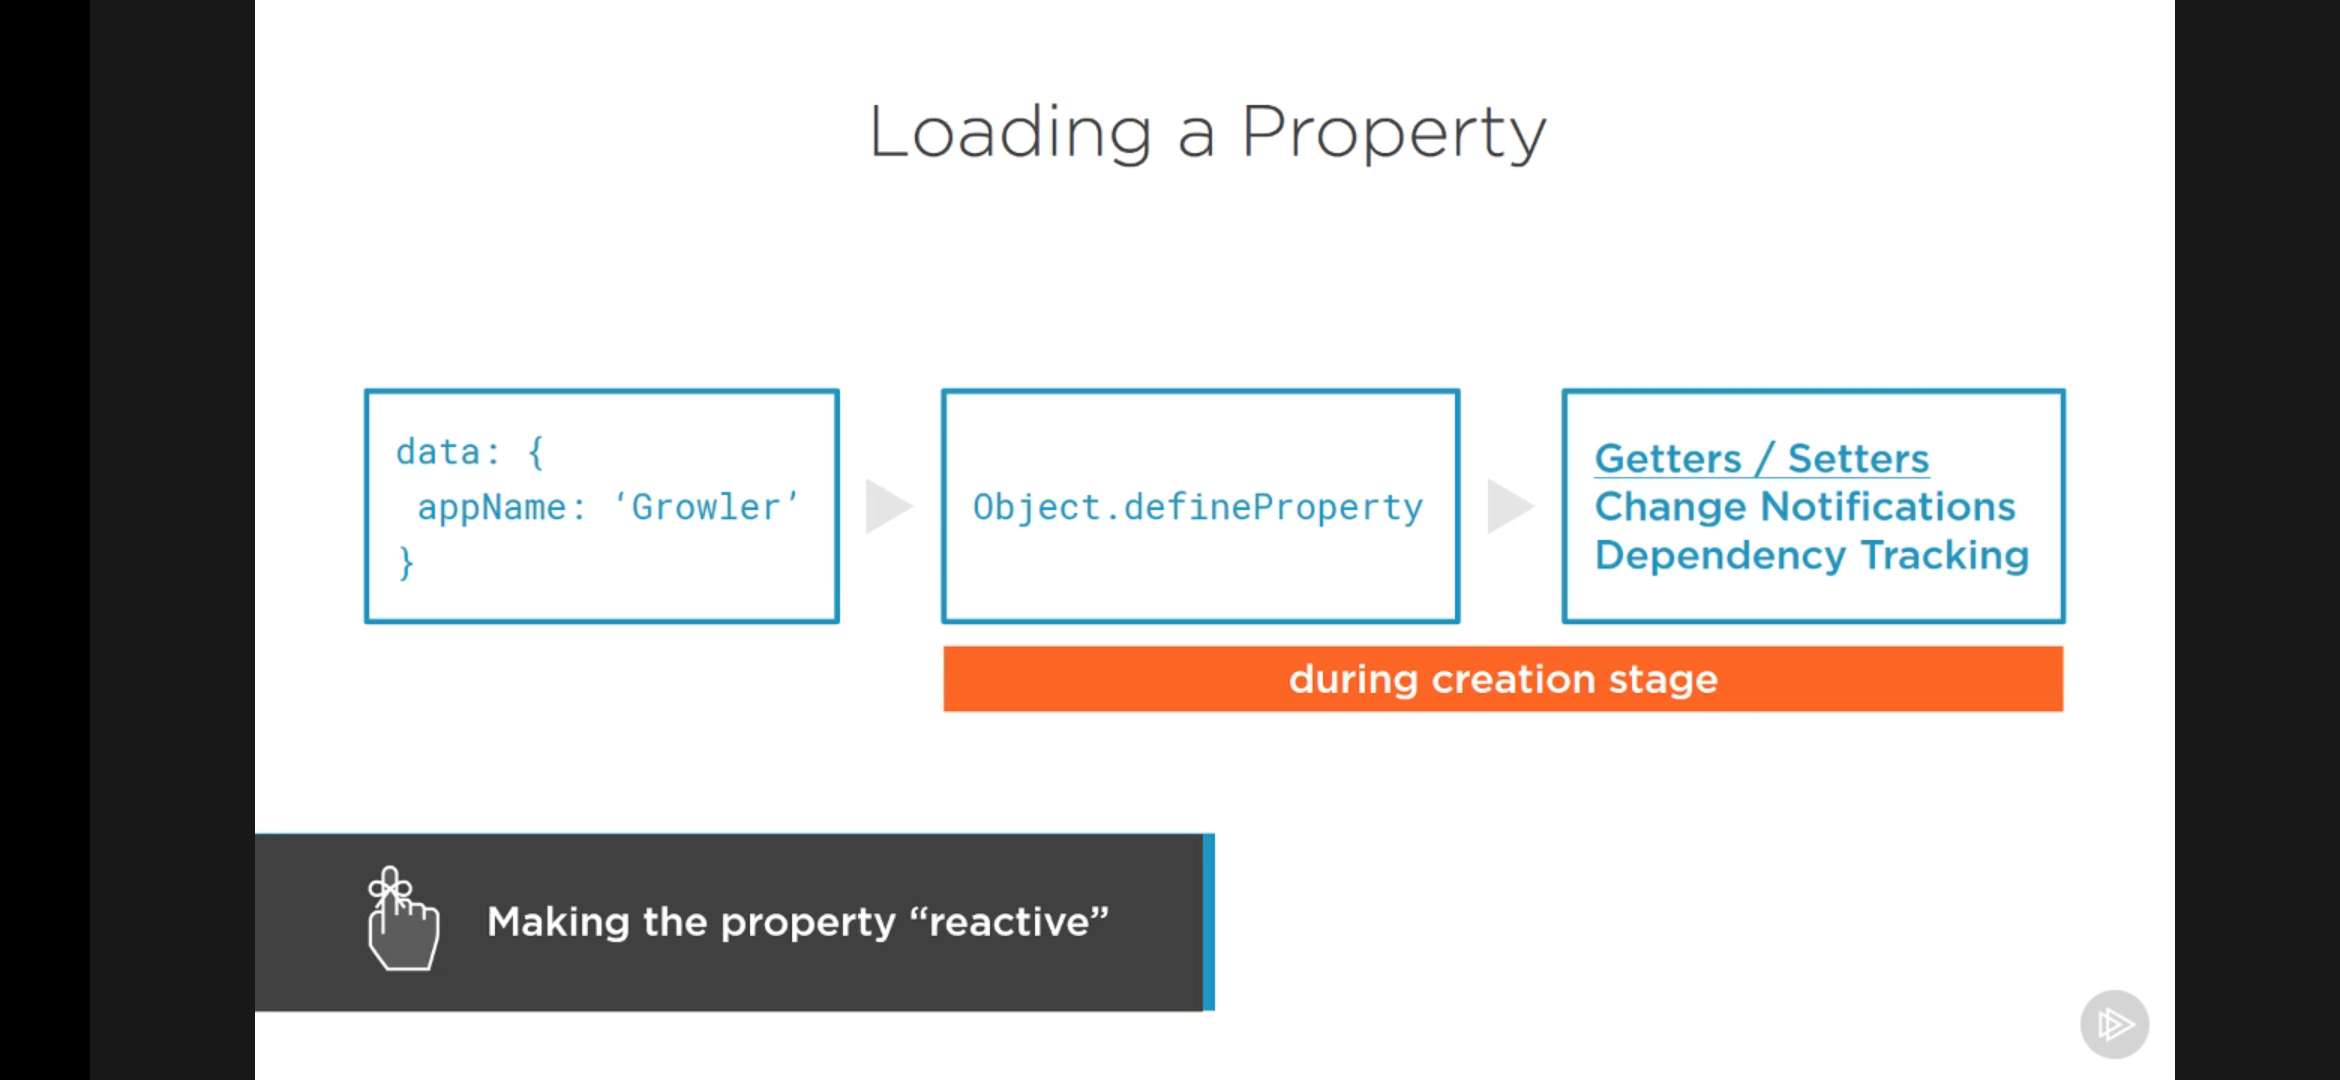 Loading a Property
data: {
appName: ‘Growler’
}
Object.defineProperty
Getters / Setters
Change Notifications
Dependency Tracking
during creation stage
Making the property “reactive”